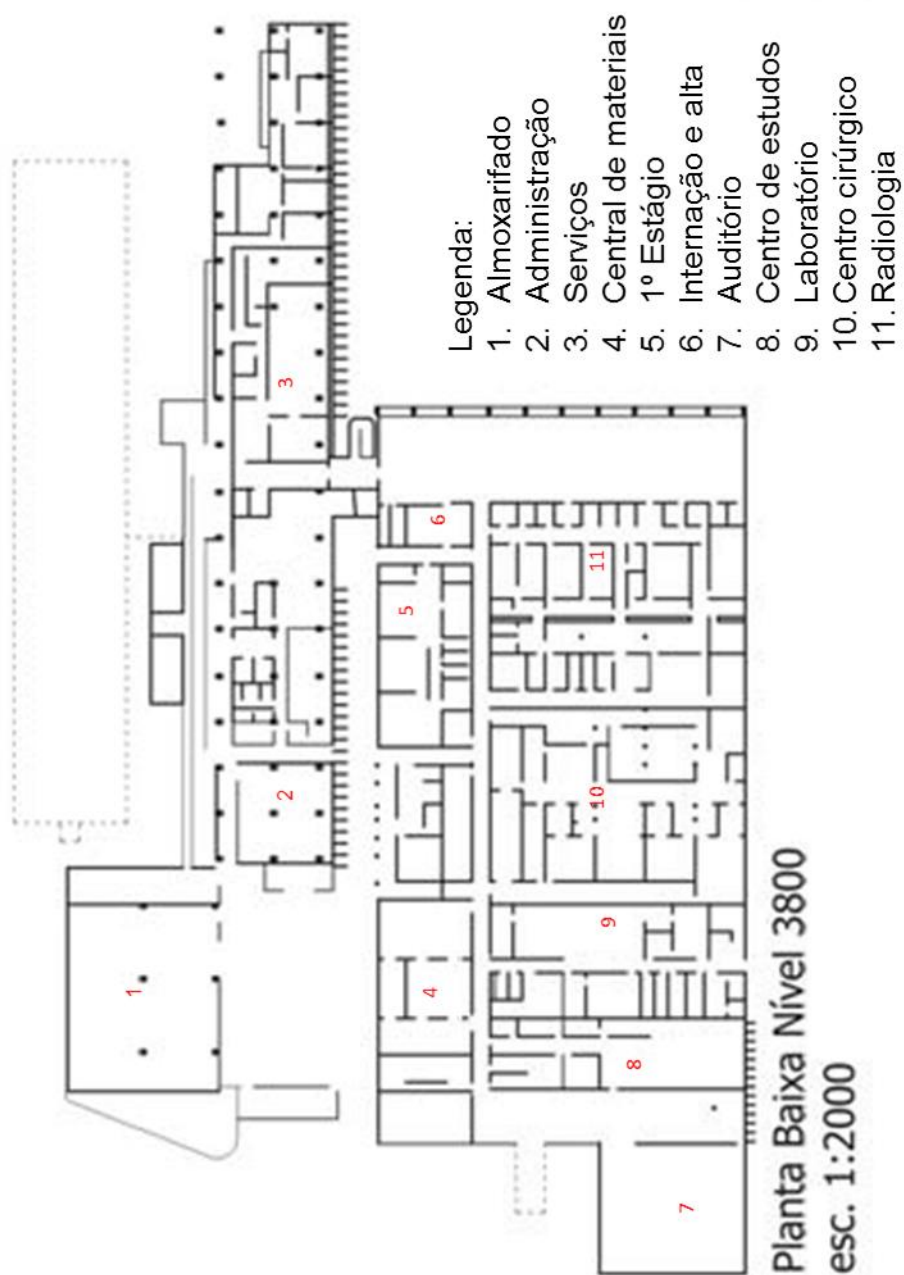 1
2
3
4
5
6
7
8
9
10
11
Legenda:
1. Almoxarifado
2. Administração
3. Serviços
4. Central de materiais
5. 1º Estágio
6. Internação e alta
7. Auditório
8. Centro de estudos
9. Laboratório
10. Centro cirúrgico
11. Radiologia
Planta Baixa Nível 3800
esc. 1:2000